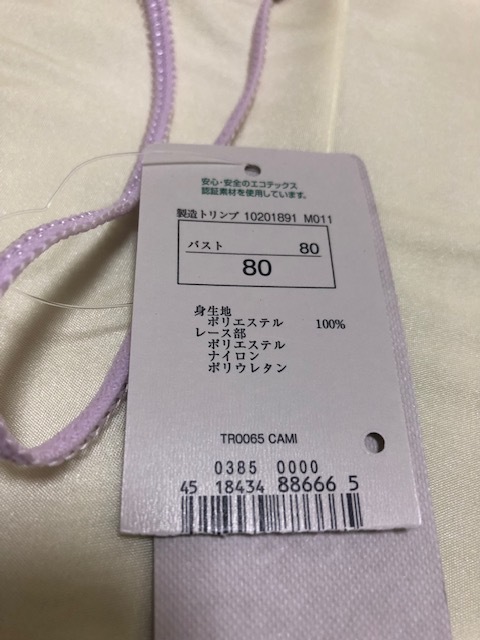 安心・安全のエコテックス
認証素材を使用しています。
製造トリンプ 10201891 M011
バスト 80
80
身生地
ポリエステル 100%
レース部
ポリエステル
ナイロン
ポリウレタン
TR0065 CAMI
0385 0000
45 18434 88666 5